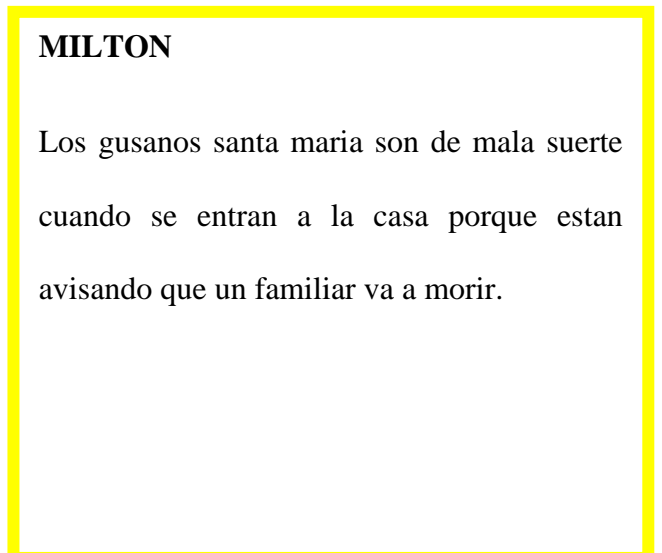 MILTON
Los gusanos santa maria son de mala suerte
cuando se entran a la casa porque estan
avisando que un familiar va a morir.